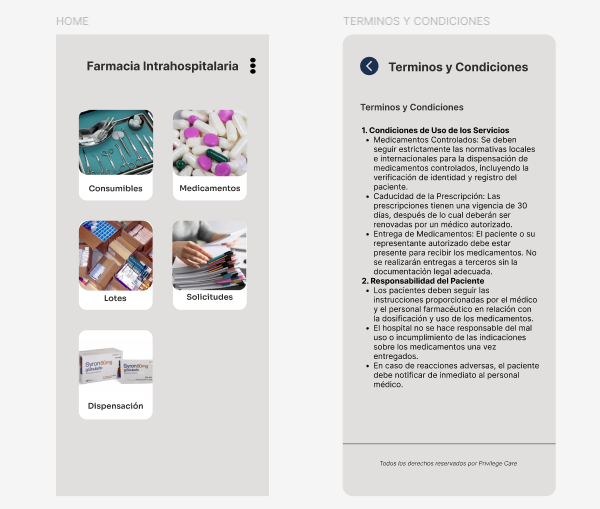 HOME
Farmacia Intrahospitalaria
Consumibles
Medicamentos
Lotes
Solicitudes
Dispensación
TERMINOS Y CONDICIONES
Terminos y Condiciones
Terminos y Condiciones
1. Condiciones de Uso de los Servicios
• Medicamentos Controlados: Se deben
seguir estrictamente las normativas locales
e internacionales para la dispensación de
medicamentos controlados, incluyendo la
verificación de identidad y registro del
paciente.
• Caducidad de la Prescripción: Las
prescripciones tienen una vigencia de 30
días, después de lo cual deberán ser
renovadas por un médico autorizado.
• Entrega de Medicamentos: El paciente o su
representante autorizado debe estar
presente para recibir los medicamentos. No
se realizarán entregas a terceros sin la
documentación legal adecuada.
2. Responsabilidad del Paciente
• Los pacientes deben seguir las
instrucciones proporcionadas por el médico
y el personal farmacéutico en relación con
la dosificación y uso de los medicamentos.
• El hospital no se hace responsable del mal
uso o incumplimiento de las indicaciones
sobre los medicamentos una vez
entregados.
• En caso de reacciones adversas, el paciente
debe notificar de inmediato al personal
médico.
Todos los derechos reservados por Privilege Care